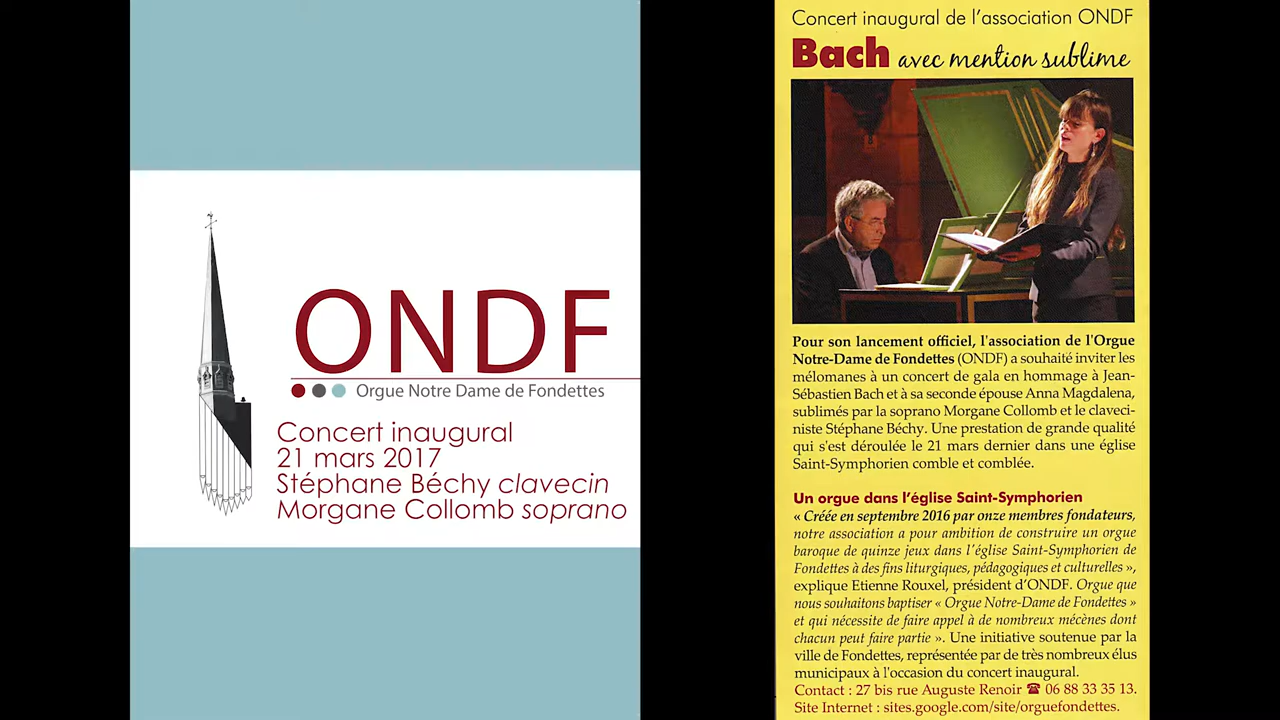 ONDF
Orgue Notre Dame de Fondettes
Concert inaugural
21 mars 2017
Stéphane Béchy clavecin
Morgane Collomb soprano
Concert inaugural de l'association ONDF
Bach avec mention sublime
Pour son lancement officiel, l'association de l'Orgue
Notre-Dame de Fondettes (ONDF) a souhaité inviter les
mélomanes à un concert de gala en hommage à Jean-
Sébastien Bach et à sa seconde épouse Anna Magdalena,
sublimés par la soprano Morgane Collomb et le claveci-
niste Stéphane Béchy. Une prestation de grande qualité
qui s'est déroulée le 21 mars dernier dans une église
Saint-Symphorien comble et comblée.
Un orgue dans l'église Saint-Symphorien
« Créée en septembre 2016 par onze membres fondateurs,
notre association a pour ambition de construire un orgue
baroque de quinze jeux dans l'église Saint-Symphorien de
Fondettes à des fins liturgiques, pédagogiques et culturelles »,
explique Etienne Rouxel, président d'ONDF. Orgue que
nous souhaitons baptiser « Orgue Notre-Dame de Fondettes »
et qui nécessite de faire appel à de nombreux mécènes dont
chacun peut faire partie ». Une initiative soutenue par la
ville de Fondettes, représentée par de très nombreux élus
municipaux à l'occasion du concert inaugural.
Contact : 27 bis rue Auguste Renoir ☎ 06 88 33 35 13.
Site Internet : sites.google.com/site/orguefondettes.